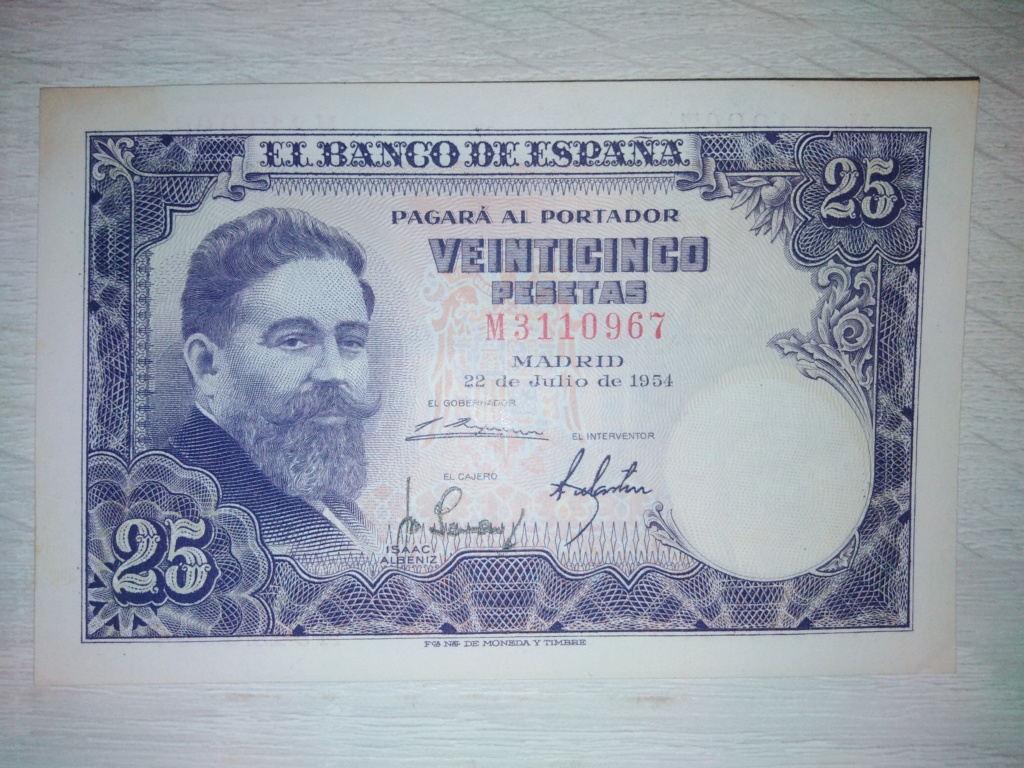 EL BANCO DE ESPAÑA
25
PAGARÁ AL PORTADOR
VEINTICINCO
PESETAS
M3110967
MADRID
22 de Julio de 1954
EL GOBERNADOR
EL INTERVENTOR
EL CAJERO
ISAAC
ALBENIZ
25
FCA NAL DE MONEDA Y TIMBRE